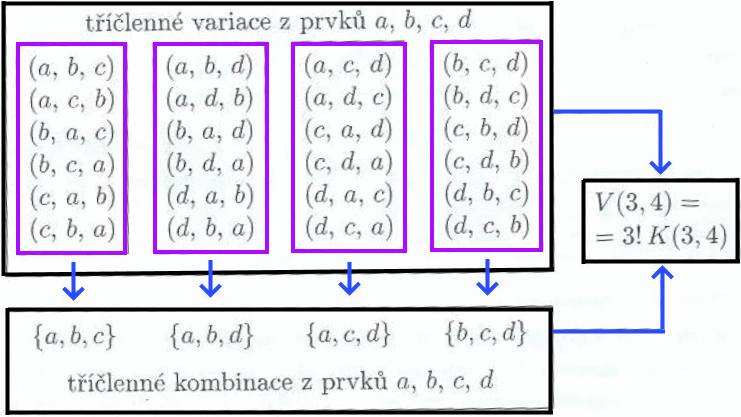 tříčlenné variace z prvků a, b, c, d
(a, b, c) (a, b, d) (a, c, d) (b, c, d)
(a, c, b) (a, d, b) (a, d, c) (b, d, c)
(b, a, c) (b, a, d) (c, a, d) (c, b, d)
(b, c, a) (b, d, a) (c, d, a) (c, d, b)
(c, a, b) (d, a, b) (d, a, c) (d, b, c)
(c, b, a) (d, b, a) (d, c, a) (d, c, b)
V(3, 4) =
= 3! K(3, 4)
{a, b, c} {a, b, d} {a, c, d} {b, c, d}
tříčlenné kombinace z prvků a, b, c, d